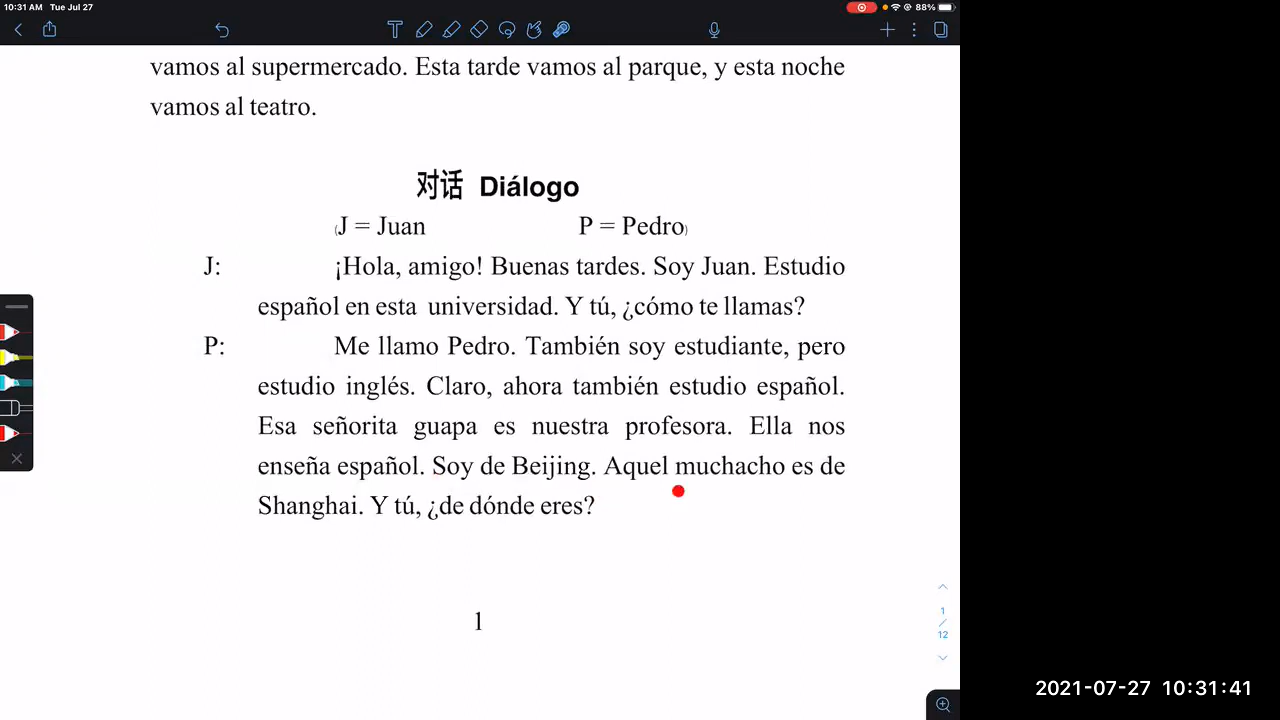 10:31 AM Tue Jul 27
88%
vamos al supermercado. Esta tarde vamos al parque, y esta noche
vamos al teatro.
对话 Diálogo
(J = Juan P = Pedro)
J: ¡Hola, amigo! Buenas tardes. Soy Juan. Estudio
español en esta universidad. Y tú, ¿cómo te llamas?
P: Me llamo Pedro. También soy estudiante, pero
estudio inglés. Claro, ahora también estudio español.
Esa señorita guapa es nuestra profesora. Ella nos
enseña español. Soy de Beijing. Aquel muchacho es de
Shanghai. Y tú, ¿de dónde eres?
1
1
/
12
2021-07-27 10:31:41